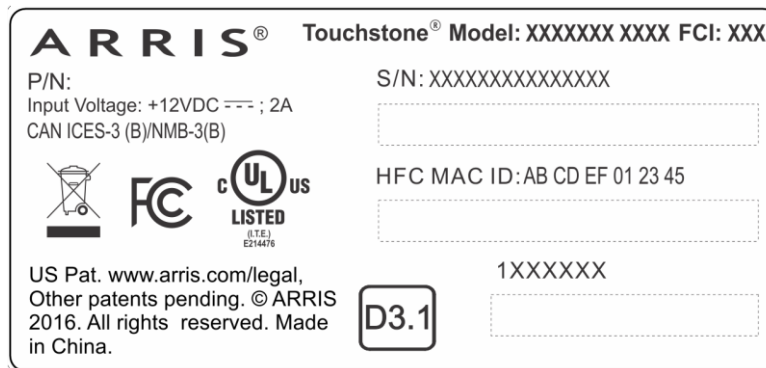 ARRIS® Touchstone® Model: XXXXXXX XXXX FCI: XXX
P/N:
Input Voltage: +12VDC ⎓ ; 2A
CAN ICES-3 (B)/NMB-3(B)
S/N: XXXXXXXXXXXXXXX
HFC MAC ID: AB CD EF 01 23 45
FC
C UL US
LISTED
(I.T.E.)
E214476
1XXXXXX
US Pat. www.arris.com/legal,
Other patents pending. © ARRIS
2016. All rights reserved. Made
in China.
D3.1